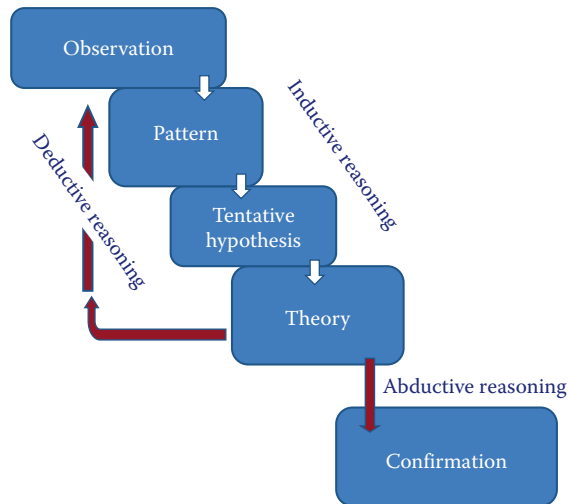 Observation
Pattern
Inductive reasoning
Deductive reasoning
Tentative
hypothesis
Theory
Abductive reasoning
Confirmation